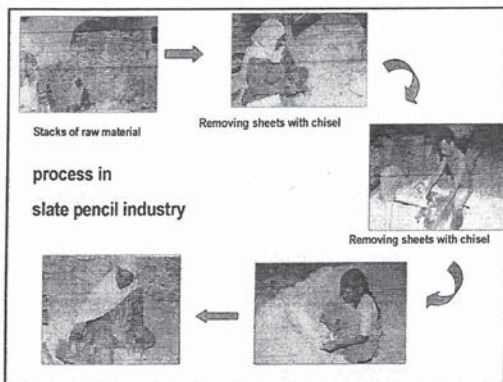 Stacks of raw material
Removing sheets with chisel
process in
slate pencil industry
Removing sheets with chisel